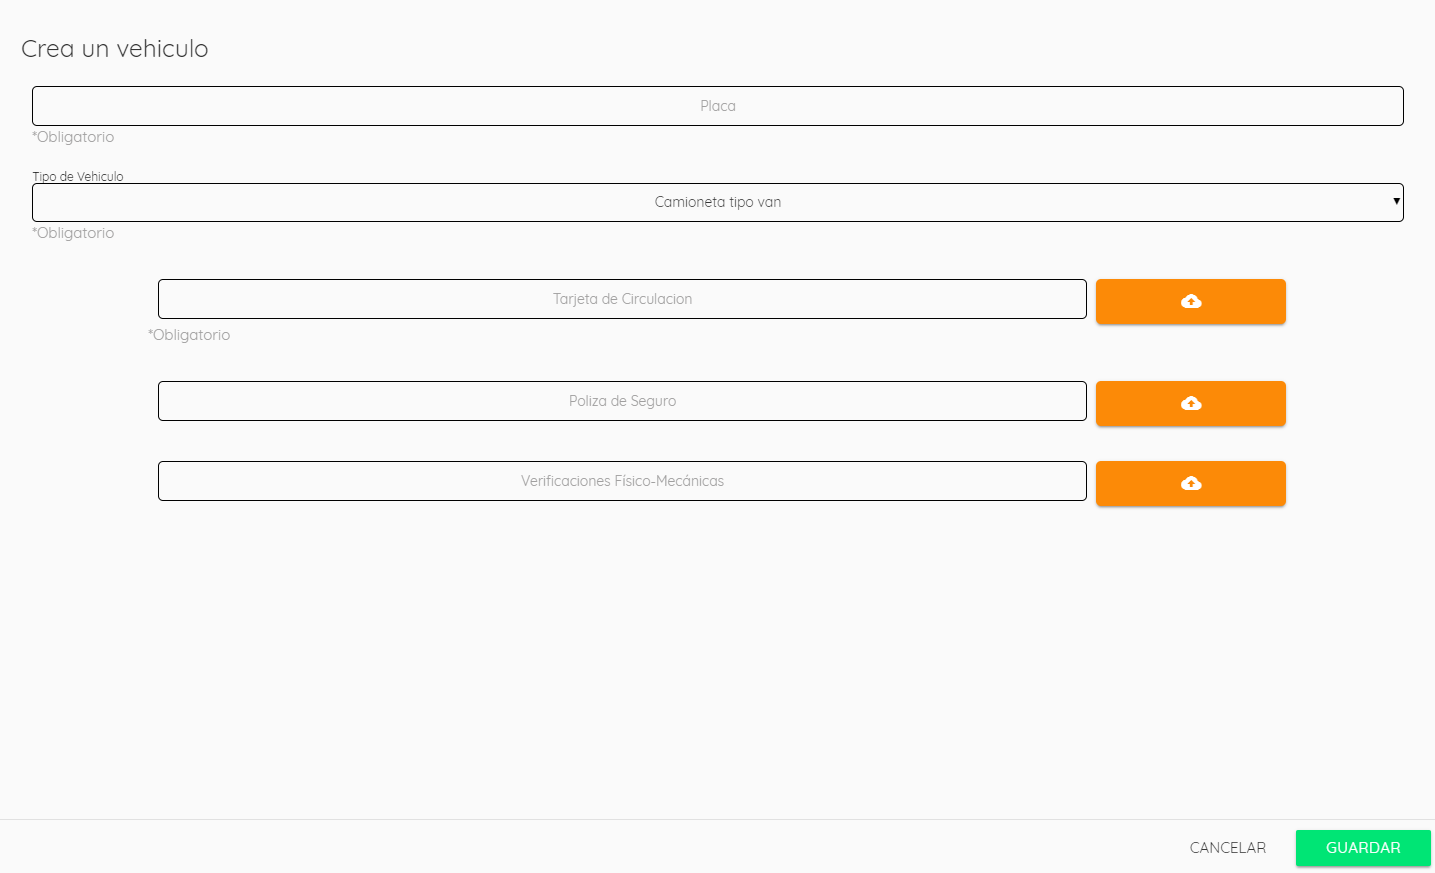 Crea un vehiculo
Placa
*Obligatorio
Tipo de Vehiculo
Camioneta tipo van
*Obligatorio
Tarjeta de Circulacion
*Obligatorio
Poliza de Seguro
Verificaciones Físico-Mecánicas
CANCELAR GUARDAR